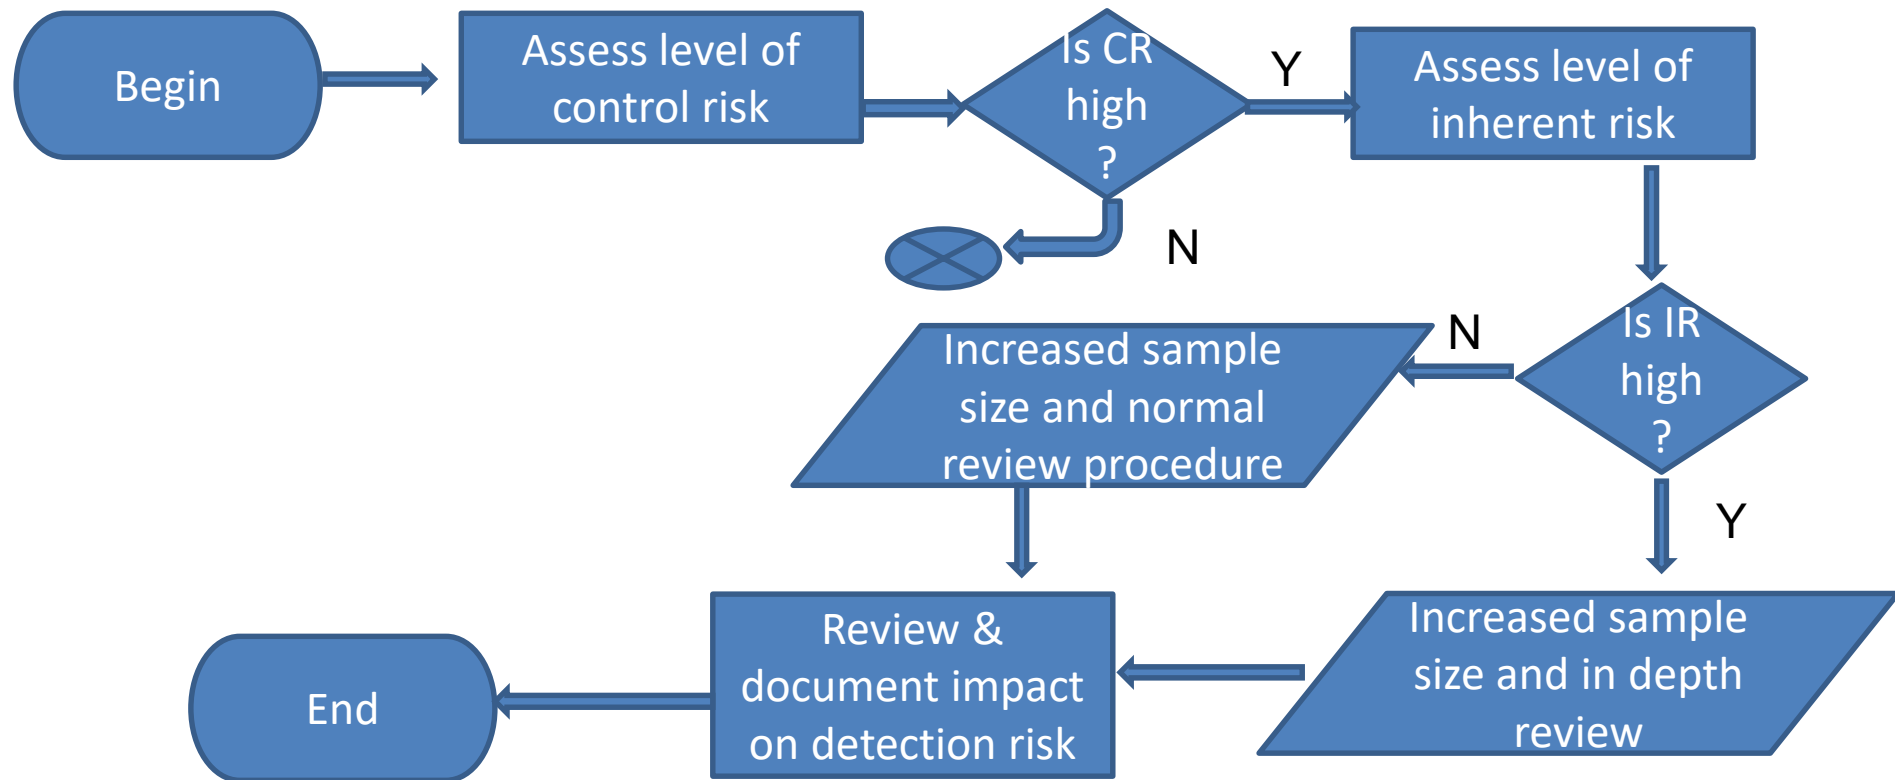 Begin
Assess level of
control risk
Is CR
high
?
Y
Assess level of
inherent risk
N
Is IR
high
?
N
Increased sample
size and normal
review procedure
Y
Increased sample
size and in depth
review
Review &
document impact
on detection risk
End